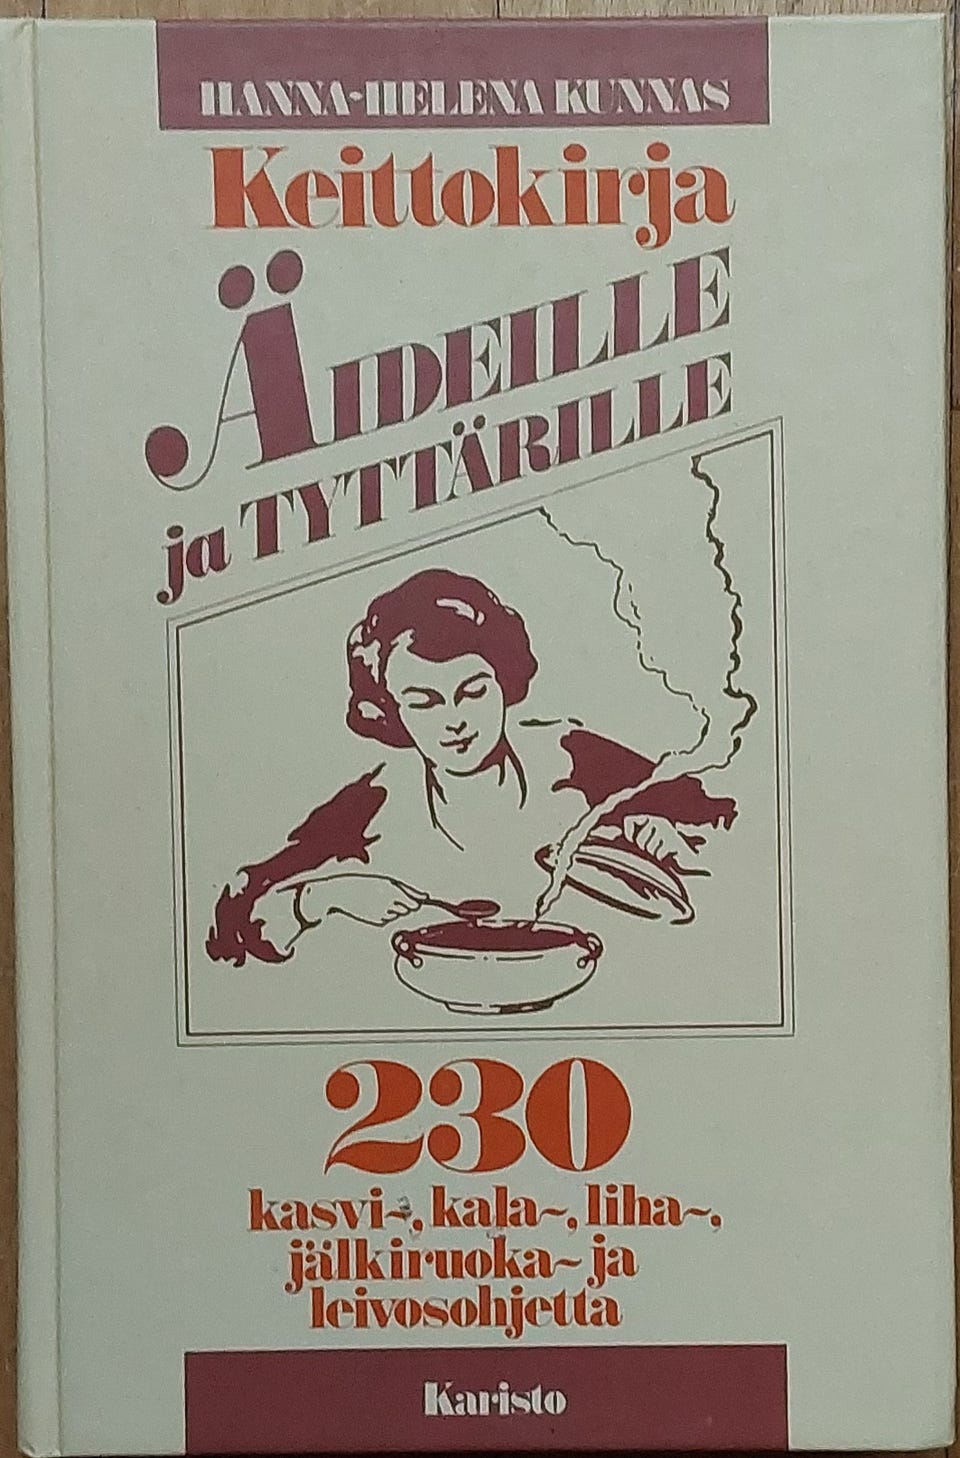 HANNA-HELENA KUNNAS
Keittokirja
ÄIDEILLE
ja TYTTÄRILLE
230
kasvi-, kala-, liha-,
jälkiruoka- ja
leivosohjetta
Karisto